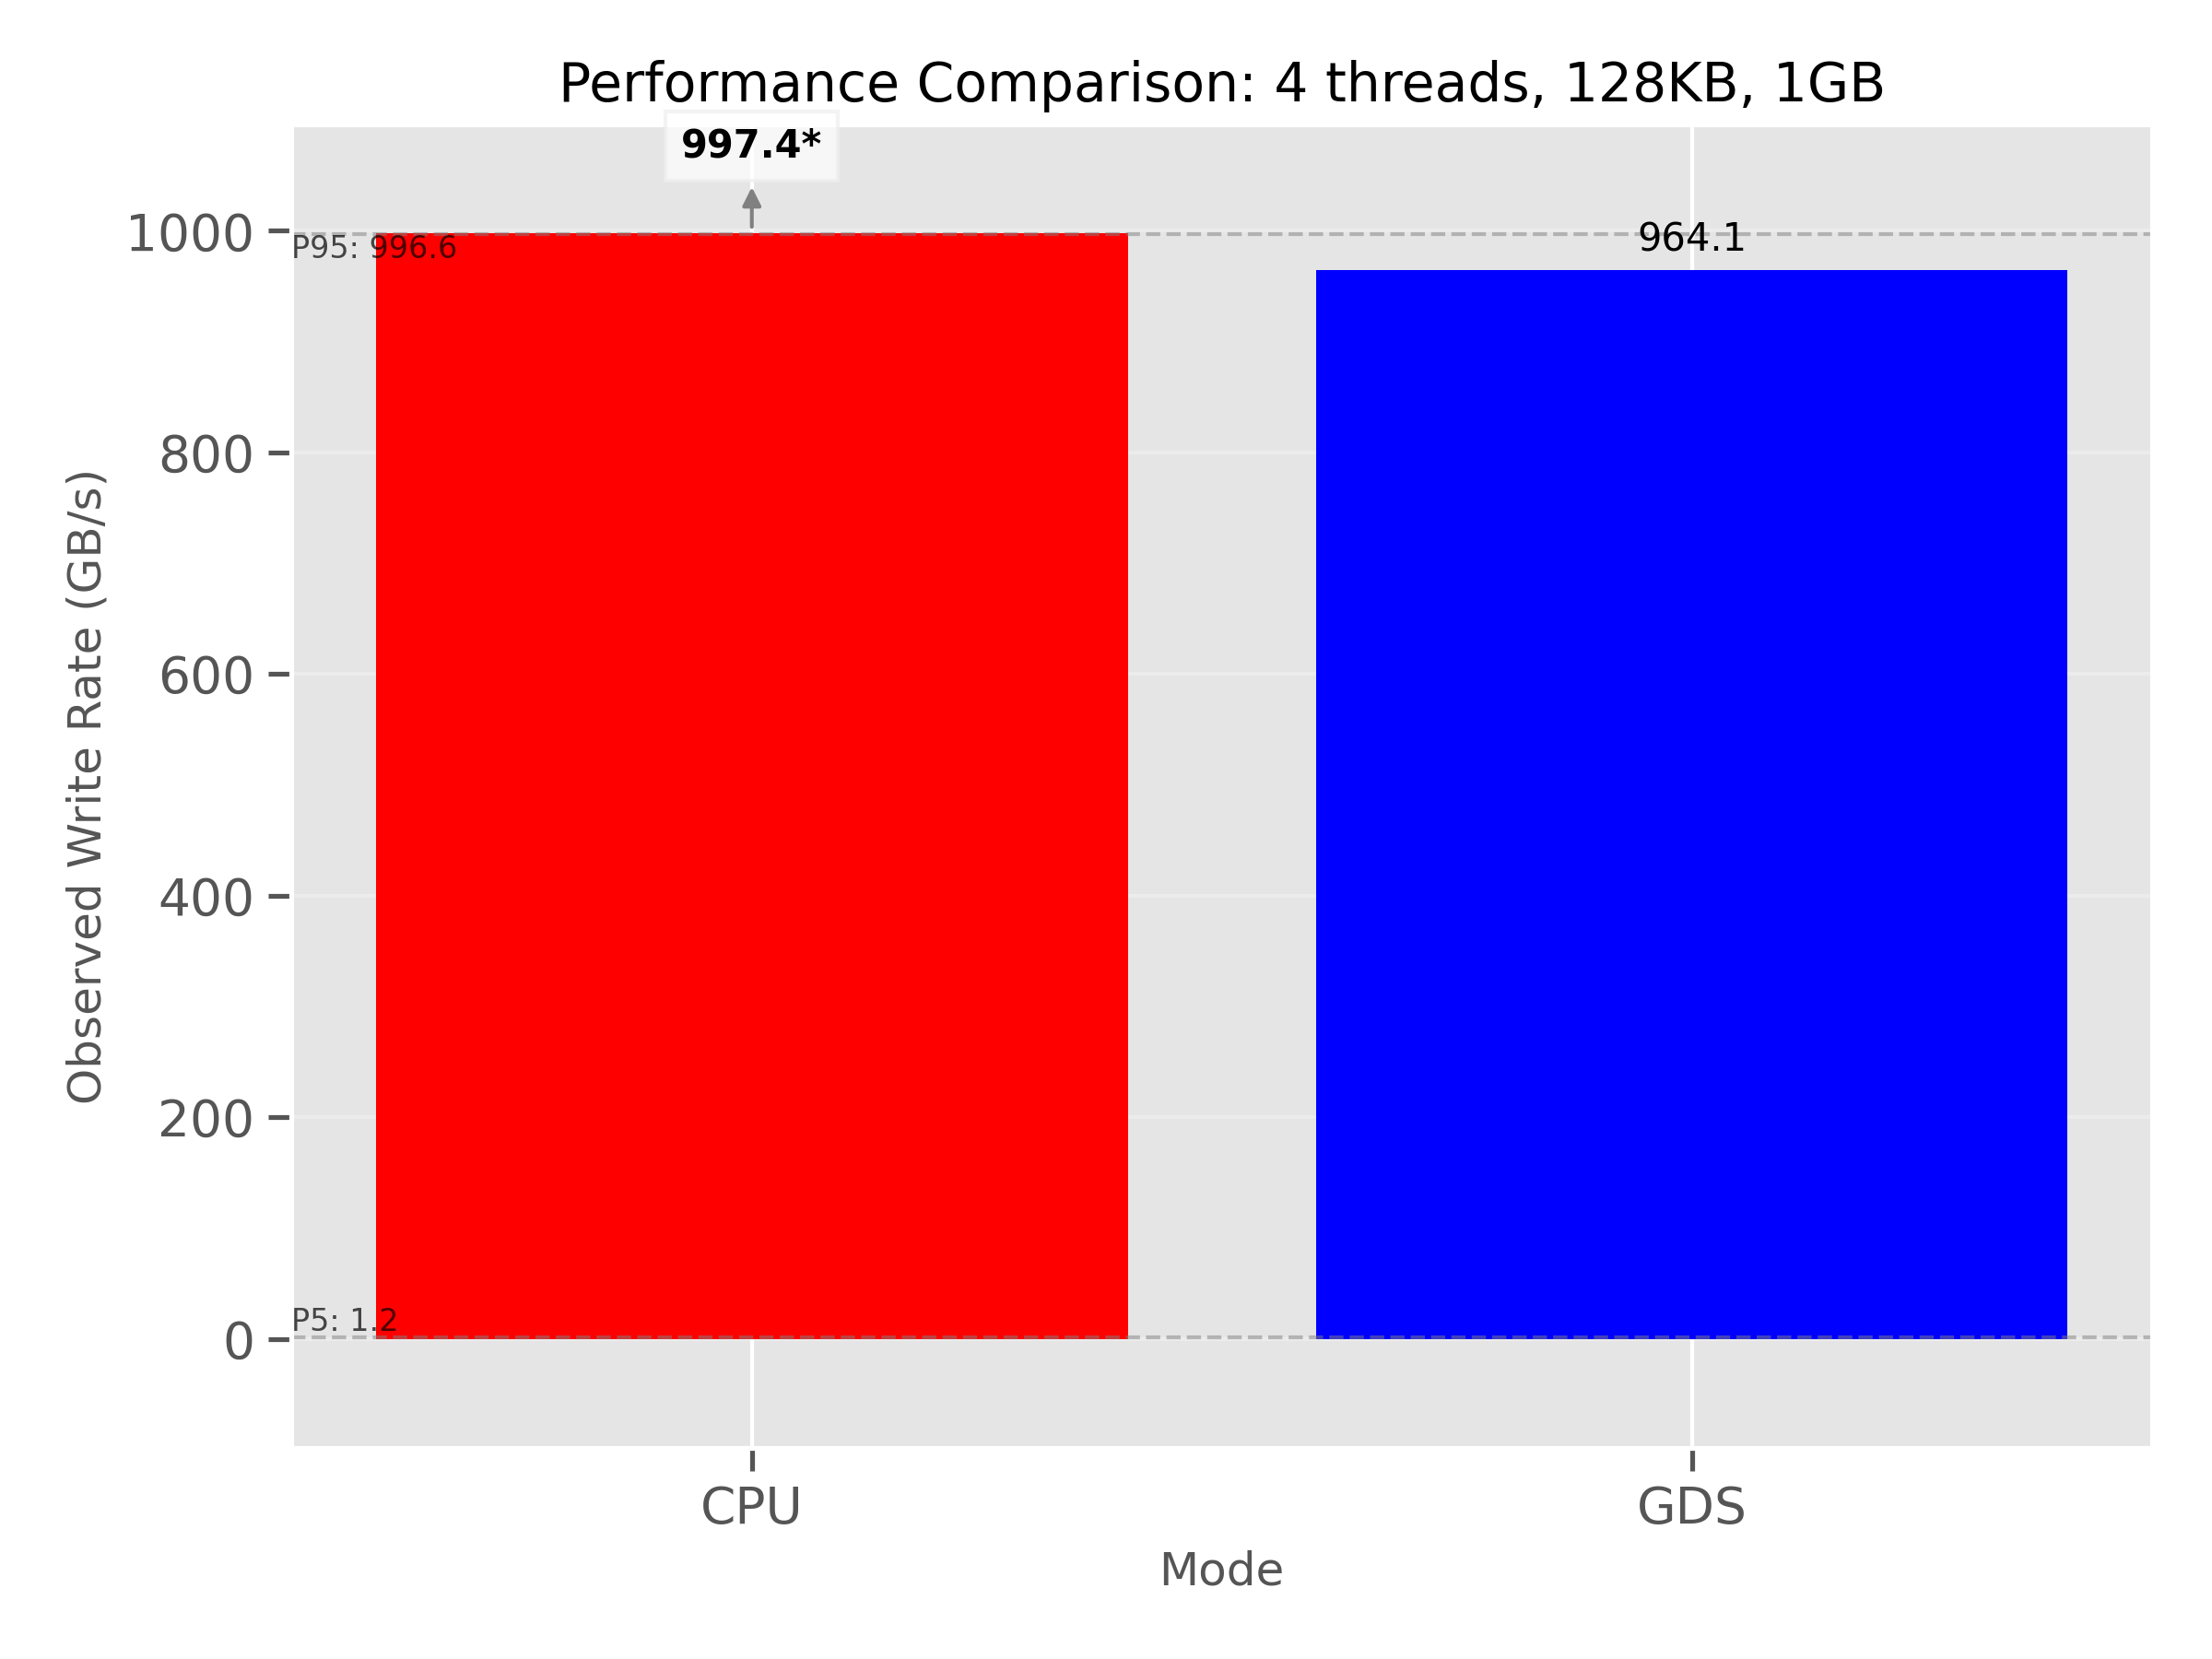 Performance Comparison: 4 threads, 128KB, 1GB
997.4*
964.1
P95: 996.6
P5: 1.2
1000
800
600
400
200
0
Observed Write Rate (GB/s)
CPU
GDS
Mode